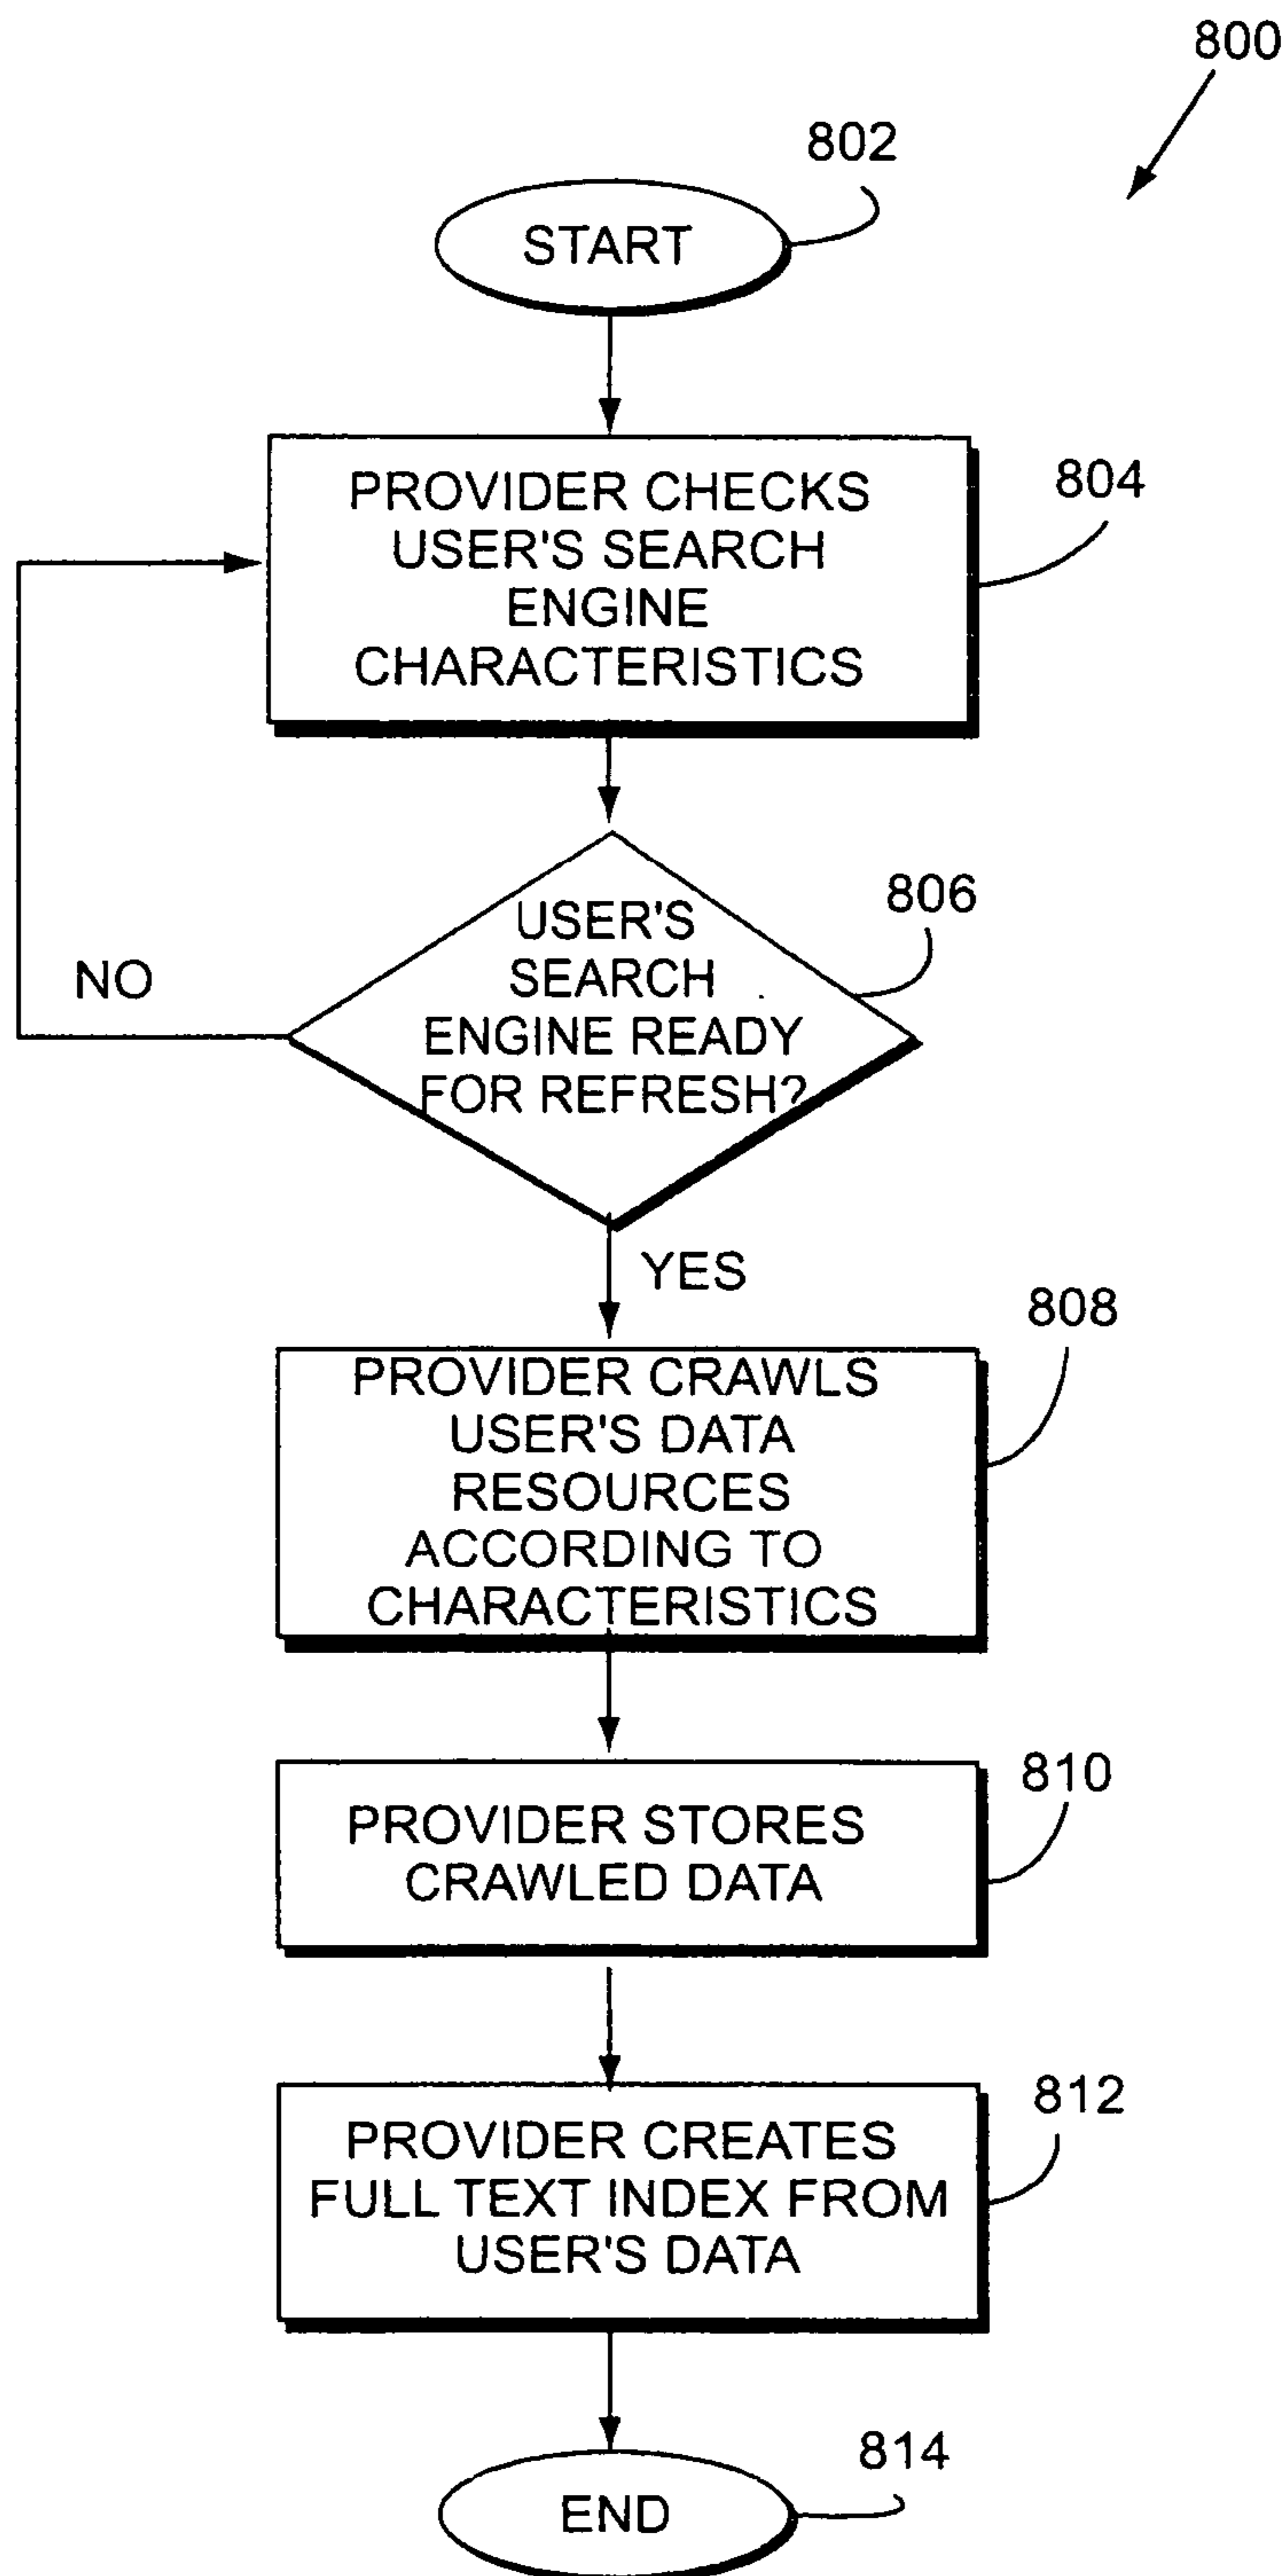 800
802
START
PROVIDER CHECKS
USER'S SEARCH
ENGINE
CHARACTERISTICS
804
USER'S
SEARCH
ENGINE READY
FOR REFRESH?
806
NO
YES
808
PROVIDER CRAWLS
USER'S DATA
RESOURCES
ACCORDING TO
CHARACTERISTICS
810
PROVIDER STORES
CRAWLED DATA
812
PROVIDER CREATES
FULL TEXT INDEX FROM
USER'S DATA
814
END